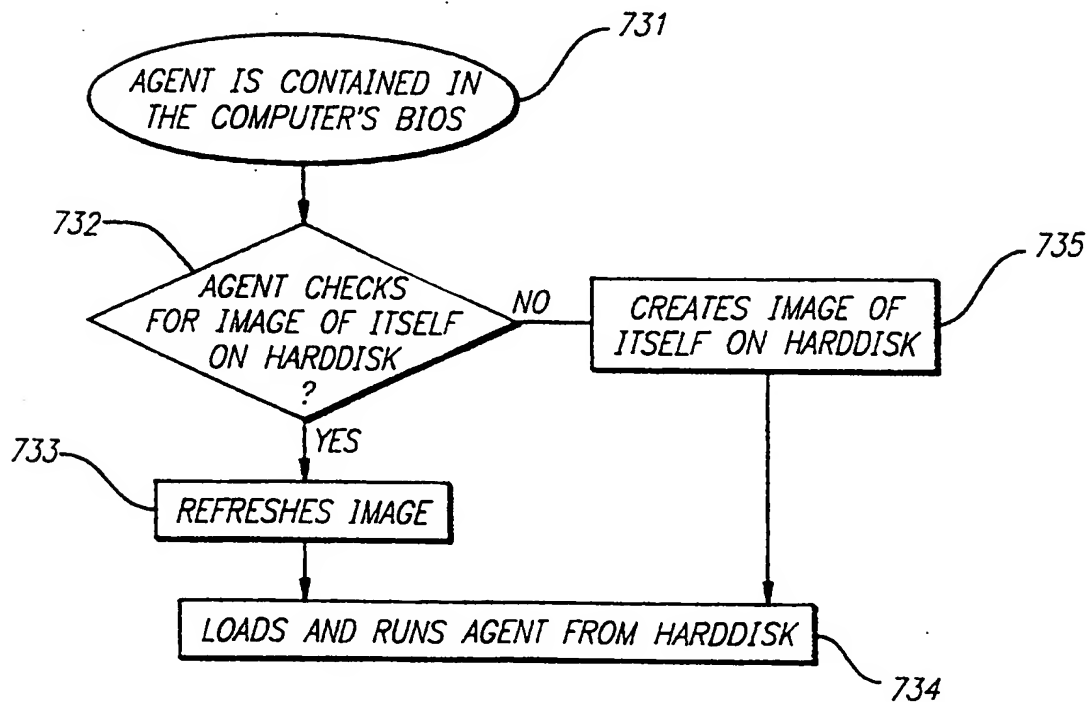 731
AGENT IS CONTAINED IN
THE COMPUTER'S BIOS
732
AGENT CHECKS
FOR IMAGE OF ITSELF
ON HARDDISK
?
NO
735
CREATES IMAGE OF
ITSELF ON HARDDISK
YES
733
REFRESHES IMAGE
LOADS AND RUNS AGENT FROM HARDDISK
734